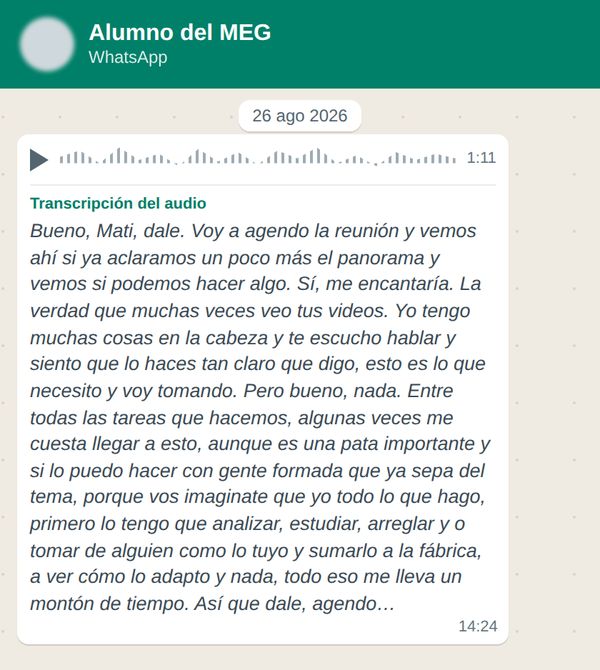 Alumno del MEG
WhatsApp
26 ago 2026
1:11
Transcripción del audio
Bueno, Mati, dale. Voy a agendo la reunión y vemos
ahí si ya aclaramos un poco más el panorama y
vemos si podemos hacer algo. Sí, me encantaría. La
verdad que muchas veces veo tus videos. Yo tengo
muchas cosas en la cabeza y te escucho hablar y
siento que lo haces tan claro que digo, esto es lo que
necesito y voy tomando. Pero bueno, nada. Entre
todas las tareas que hacemos, algunas veces me
cuesta llegar a esto, aunque es una pata importante y
si lo puedo hacer con gente formada que ya sepa del
tema, porque vos imaginate que yo todo lo que hago,
primero lo tengo que analizar, estudiar, arreglar y o
tomar de alguien como lo tuyo y sumarlo a la fábrica,
a ver cómo lo adapto y nada, todo eso me lleva un
montón de tiempo. Así que dale, agendo…
14:24